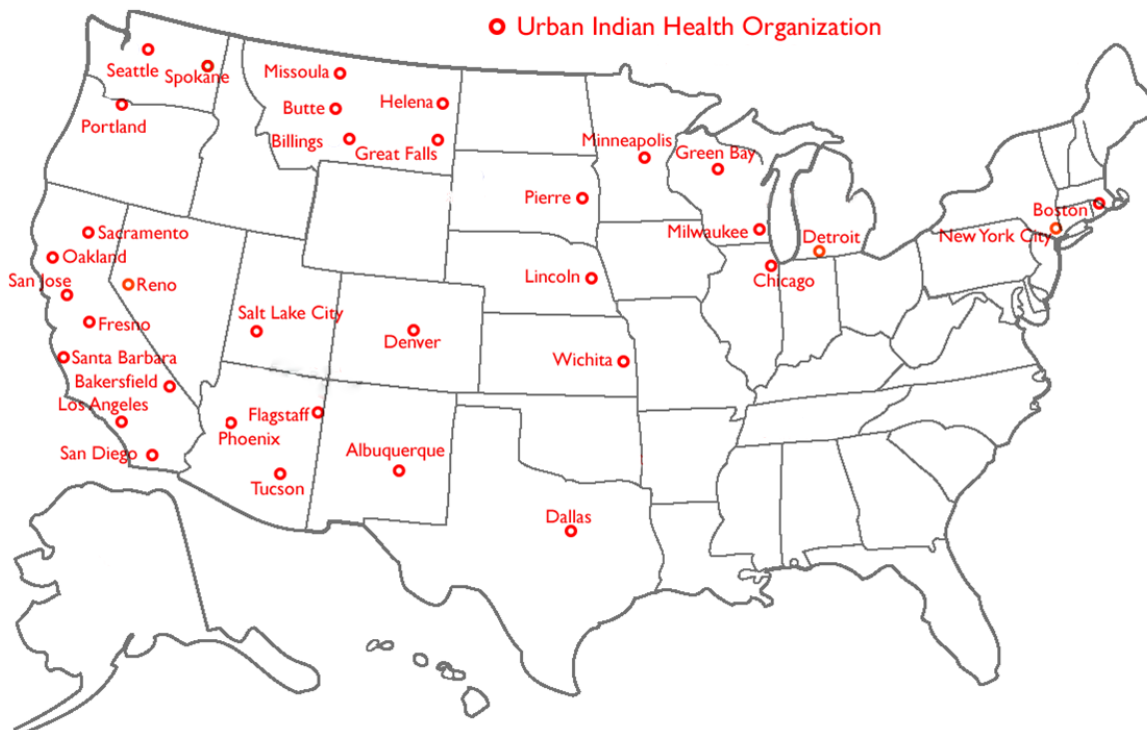 Urban Indian Health Organization
Seattle
Spokane
Missoula
Butte
Helena
Portland
Billings
Great Falls
Minneapolis
Green Bay
Pierre
Boston
Sacramento
Milwaukee
Detroit
New York City
Oakland
San Jose
Reno
Lincoln
Chicago
Salt Lake City
Fresno
Denver
Santa Barbara
Wichita
Bakersfield
Los Angeles
Flagstaff
Phoenix
San Diego
Albuquerque
Tucson
Dallas